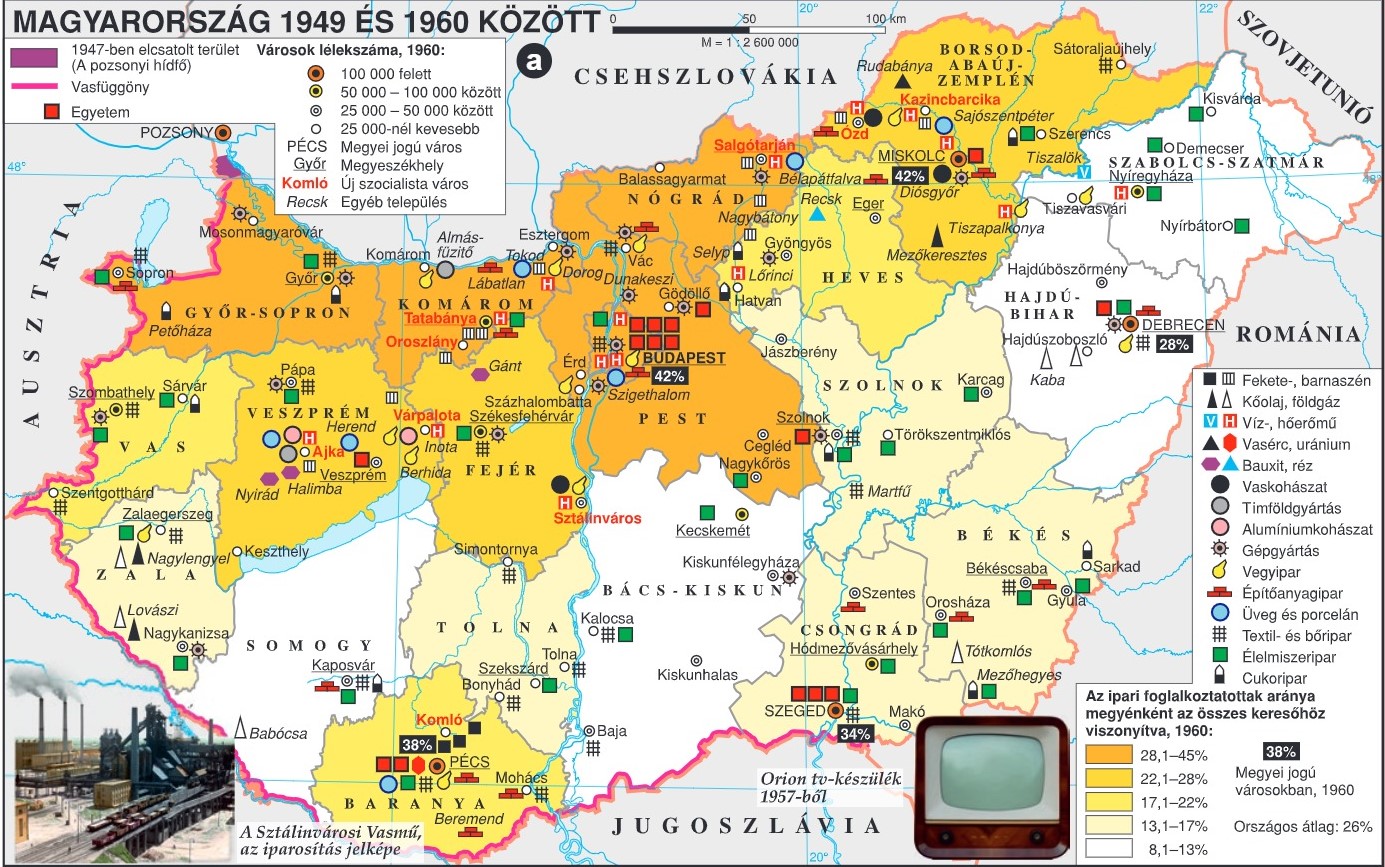 MAGYARORSZÁG 1949 ÉS 1960 KÖZÖTT
0 50 100 km
M = 1 : 2 600 000
a
20°
22°
1947-ben elcsatolt terület
(A pozsonyi hídfő)
Vasfüggöny
Egyetem
Városok lélekszáma, 1960:
100 000 felett
50 000 – 100 000 között
25 000 – 50 000 között
25 000-nél kevesebb
PÉCS Megyei jogú város
Győr Megyeszékhely
Komló Új szocialista város
Recsk Egyéb település
CSEHSZLOVÁKIA
SZOVJETUNIÓ
ROMÁNIA
JUGOSZLÁVIA
AUSZTRIA
48°
48°
POZSONY
BORSOD-
ABAÚJ-
ZEMPLÉN
Sátoraljaújhely
Rudabánya
Kazincbarcika
Ózd
Sajószentpéter
Szerencs
MISKOLC
42%
Diósgyőr
Tiszalök
Tiszapalkonya
Mezőkeresztes
Kisvárda
Demecser
SZABOLCS-SZATMÁR
Nyíregyháza
Tiszavasvári
Nyírbátor
Salgótarján
Balassagyarmat
NÓGRÁD
Nagybátony
Bélapátfalva
Recsk
Eger
Gyöngyös
Selyp
Lőrinci
Hatvan
HEVES
Mosonmagyaróvár
Sopron
Győr
GYŐR-SOPRON
Petőháza
Komárom
Almás-
füzitő
Lábatlan
Tokod
Esztergom
Dorog
KOMÁROM
Tatabánya
Oroszlány
Vác
Dunakeszi
Gödöllő
BUDAPEST
42%
Érd
Szigethalom
Százhalombatta
PEST
Cegléd
Nagykőrös
Hajdúböszörmény
HAJDÚ-
BIHAR
DEBRECEN
28%
Hajdúszoboszló
Kaba
Jászberény
SZOLNOK
Karcag
Szolnok
Törökszentmiklós
Martfű
Szombathely
Sárvár
VAS
Szentgotthárd
Pápa
VESZPRÉM
Herend
Ajka
Veszprém
Nyirád
Halimba
Várpalota
Inota
Berhida
Gánt
Székesfehérvár
FEJÉR
Sztálinváros
Zalaegerszeg
Nagylengyel
ZALA
Keszthely
Lovászi
Nagykanizsa
Simontornya
SOMOGY
Kaposvár
Babócsa
TOLNA
Szekszárd
Tolna
Bonyhád
Komló
38%
PÉCS
Mohács
BARANYA
Beremend
Kecskemét
Kiskunfélegyháza
BÁCS-KISKUN
Kalocsa
Kiskunhalas
Baja
Szentes
CSONGRÁD
Hódmezővásárhely
SZEGED
34%
Makó
BÉKÉS
Békéscsaba
Sarkad
Gyula
Orosháza
Tótkomlós
Mezőhegyes
Fekete-, barnaszén
Kőolaj, földgáz
V H Víz-, hőerőmű
Vasérc, uránium
Bauxit, réz
Vaskohászat
Timföldgyártás
Alumíniumkohászat
Gépgyártás
Vegyipar
Építőanyagipar
Üveg és porcelán
Textil- és bőripar
Élelmiszeripar
Cukoripar
Az ipari foglalkoztatottak aránya
megyénként az összes keresőhöz
viszonyítva, 1960:
28,1–45%
22,1–28%
17,1–22%
13,1–17%
8,1–13%
38%
Megyei jogú
városokban, 1960
Országos átlag: 26%
A Sztálinvárosi Vasmű,
az iparosítás jelképe
Orion tv-készülék
1957-ből
20°